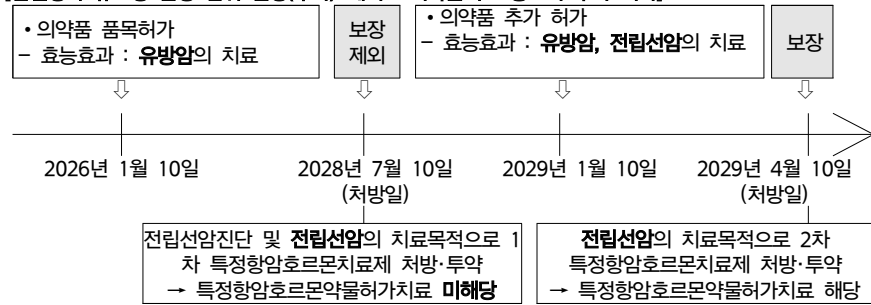 • 의약품 품목허가
– 효능효과 : 유방암의 치료
보장
제외
• 의약품 추가 허가
– 효능효과 : 유방암, 전립선암의 치료
보장
2026년 1월 10일
2028년 7월 10일
(처방일)
2029년 1월 10일
2029년 4월 10일
(처방일)
전립선암진단 및 전립선암의 치료목적으로 1
차 특정항암호르몬치료제 처방·투약
→ 특정항암호르몬약물허가치료 미해당
전립선암의 치료목적으로 2차
특정항암호르몬치료제 처방·투약
→ 특정항암호르몬약물허가치료 해당